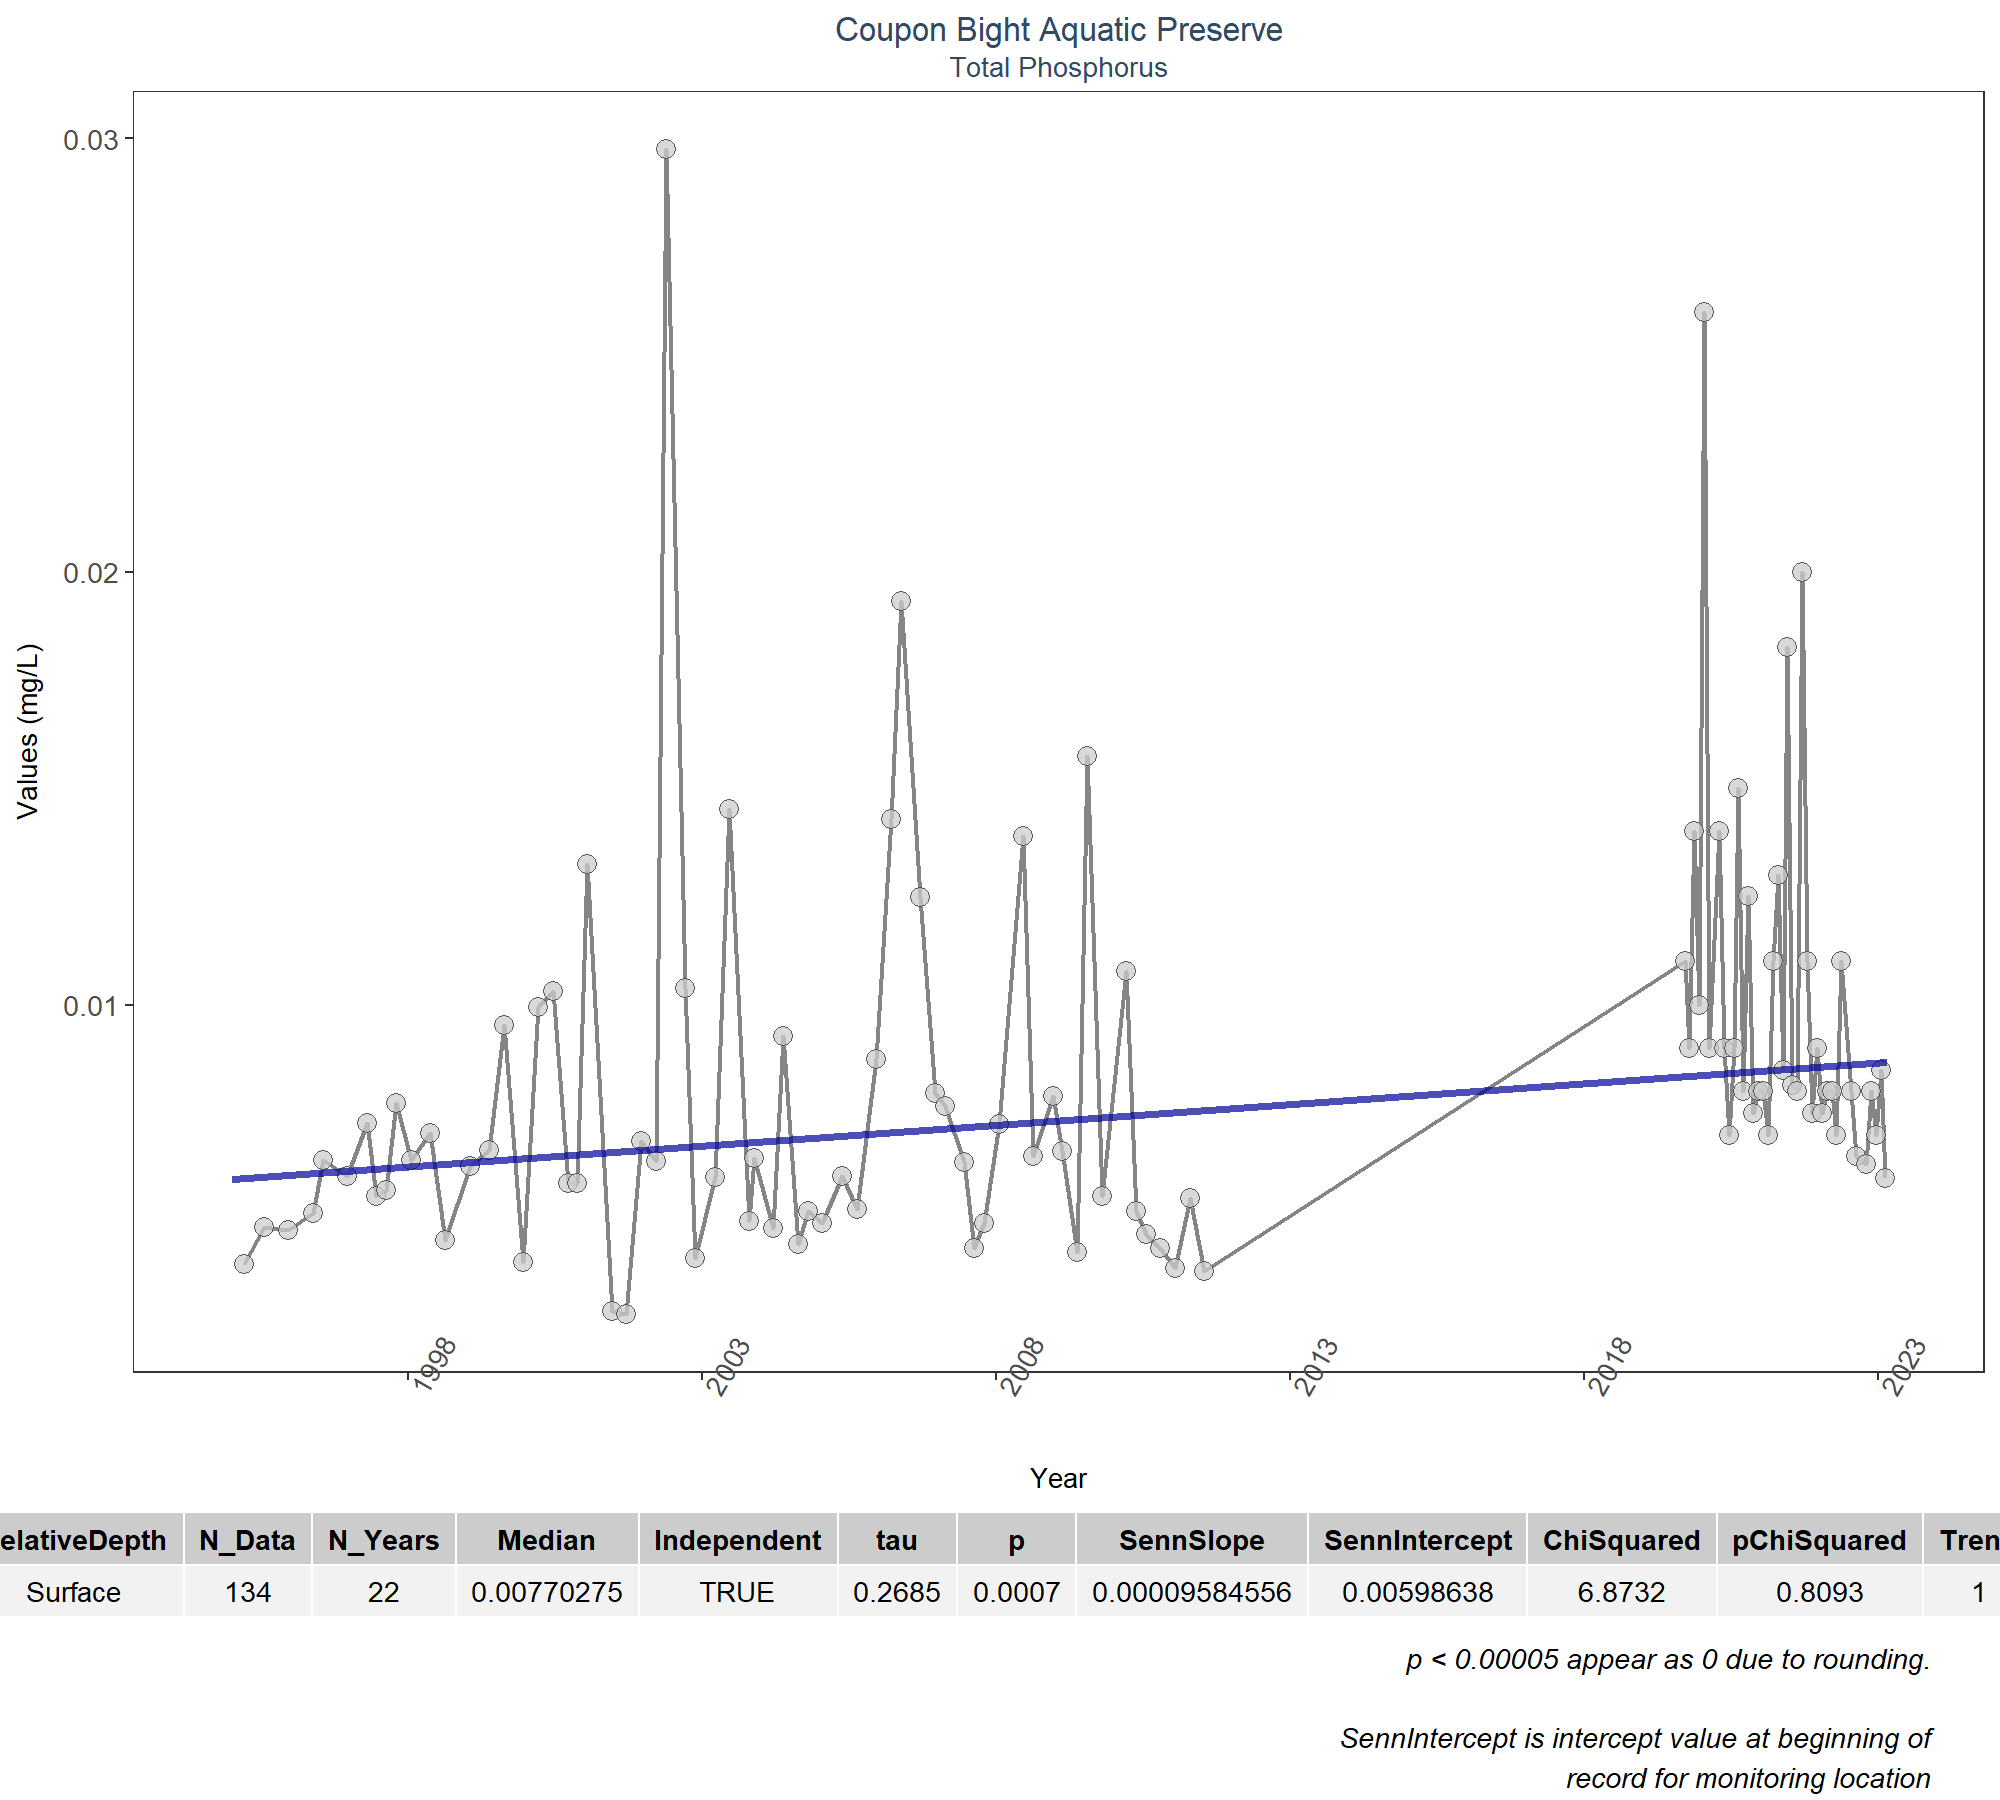 Coupon Bight Aquatic Preserve
Total Phosphorus
0.03
0.02
0.01
Values (mg/L)
1998 2003 2008 2013 2018 2023
Year
elativeDepth N_Data N_Years Median Independent tau p SennSlope SennIntercept ChiSquared pChiSquared Tren
Surface 134 22 0.00770275 TRUE 0.2685 0.0007 0.00009584556 0.00598638 6.8732 0.8093 1
p < 0.00005 appear as 0 due to rounding.
SennIntercept is intercept value at beginning of
record for monitoring location